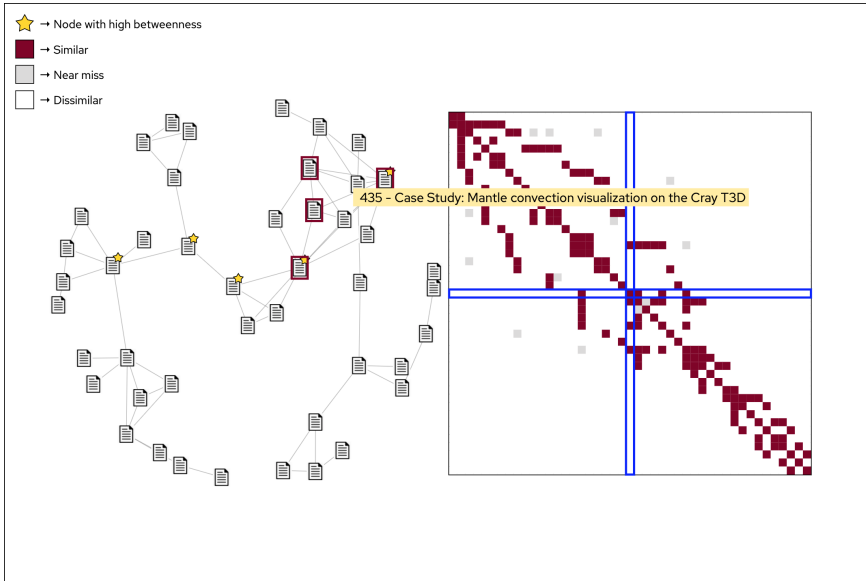 → Node with high betweenness
→ Similar
→ Near miss
→ Dissimilar
435 - Case Study: Mantle convection visualization on the Cray T3D